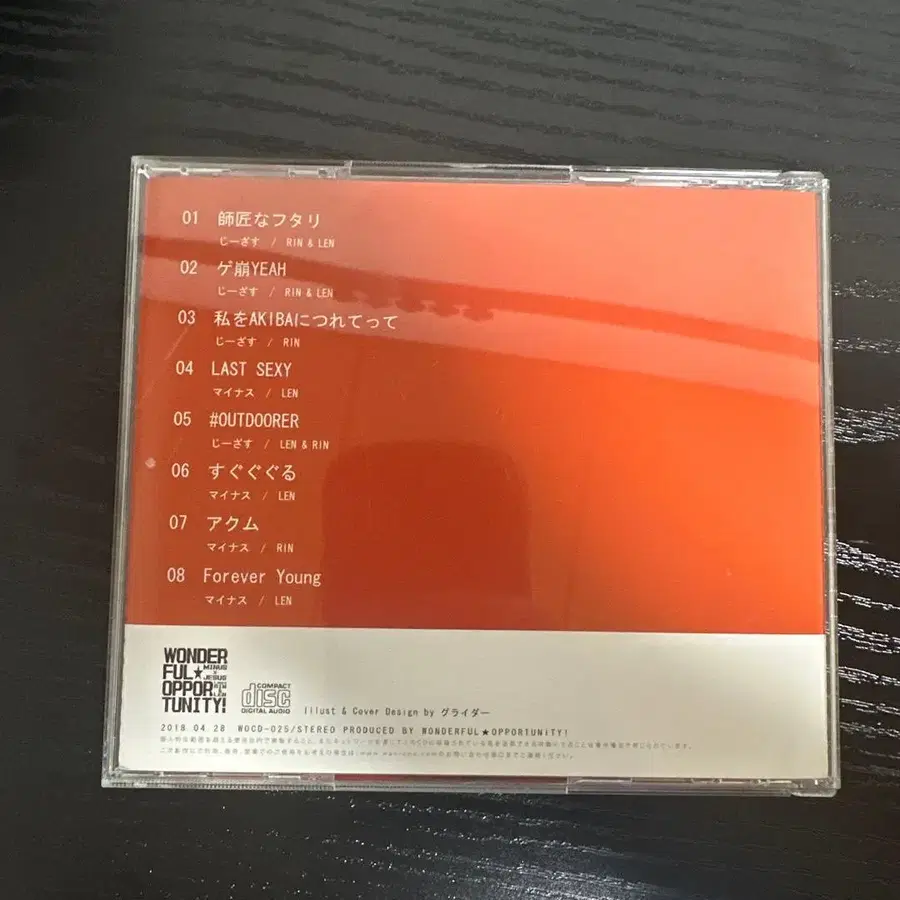 01 師匠なフタリ
じーざす / RIN & LEN
02 ゲ崩YEAH
じーざす / RIN & LEN
03 私をAKIBAにつれてって
じーざす / RIN
04 LAST SEXY
マイナス / LEN
05 #OUTDOORER
じーざす / LEN & RIN
06 すぐぐぐる
マイナス / LEN
07 アクム
マイナス / RIN
08 Forever Young
マイナス / LEN
WONDER
FUL★
MINUS
JESUS
OPPOR
TUNITY!
COMPACT
disc
DIGITAL AUDIO
Illust & Cover Design by グライダー
2018 04 28 WOCD-025/STEREO PRODUCED BY WONDERFUL★OPPORTUNITY!